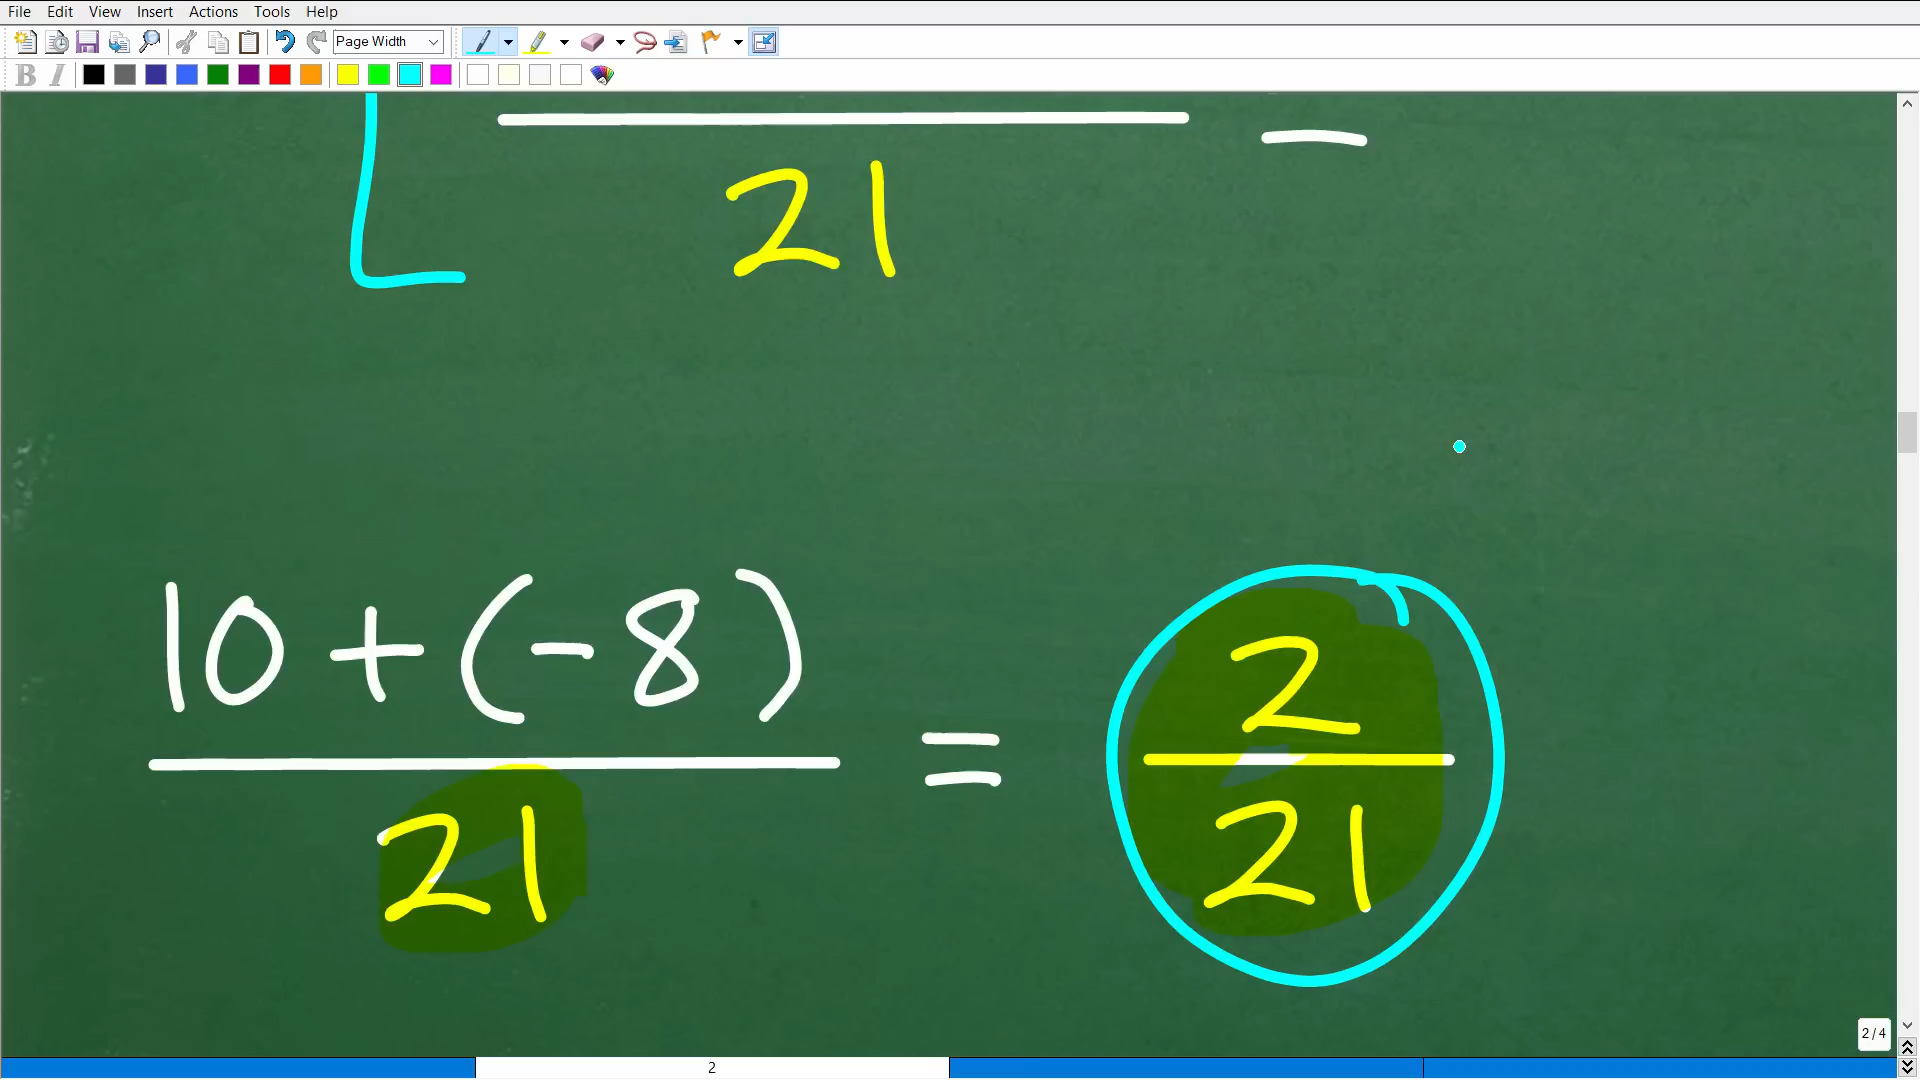 File Edit View Insert Actions Tools Help
Page Width
B I
21
10 + (-8)
21
=
2
21
2 / 4
2